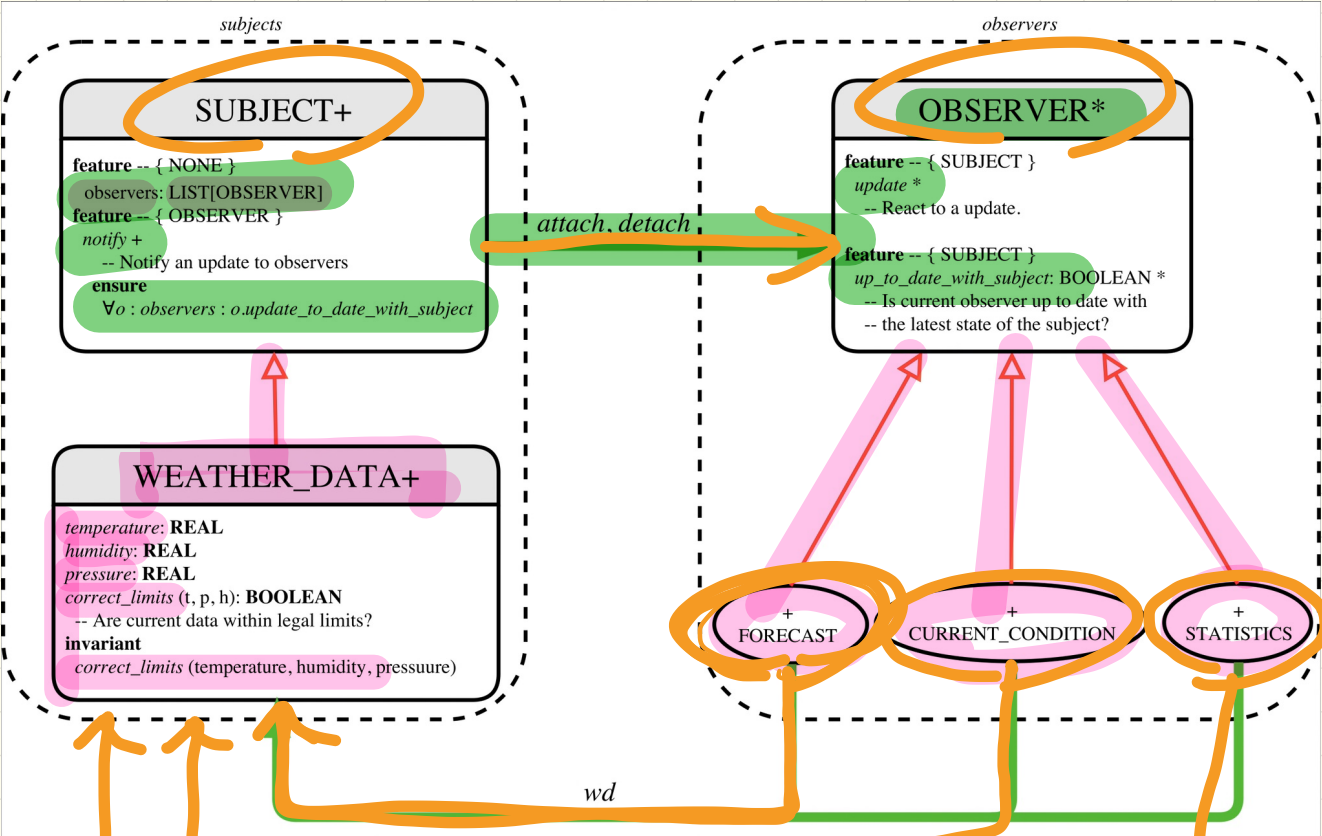 subjects
SUBJECT+
feature -- { NONE }
observers: LIST[OBSERVER]
feature -- { OBSERVER }
notify +
-- Notify an update to observers
ensure
∀o : observers : o.update_to_date_with_subject
attach, detach
observers
OBSERVER*
feature -- { SUBJECT }
update *
-- React to a update.
feature -- { SUBJECT }
up_to_date_with_subject: BOOLEAN *
-- Is current observer up to date with
-- the latest state of the subject?
WEATHER_DATA+
temperature: REAL
humidity: REAL
pressure: REAL
correct_limits (t, p, h): BOOLEAN
-- Are current data within legal limits?
invariant
correct_limits (temperature, humidity, pressuure)
+
FORECAST
+
CURRENT_CONDITION
+
STATISTICS
wd